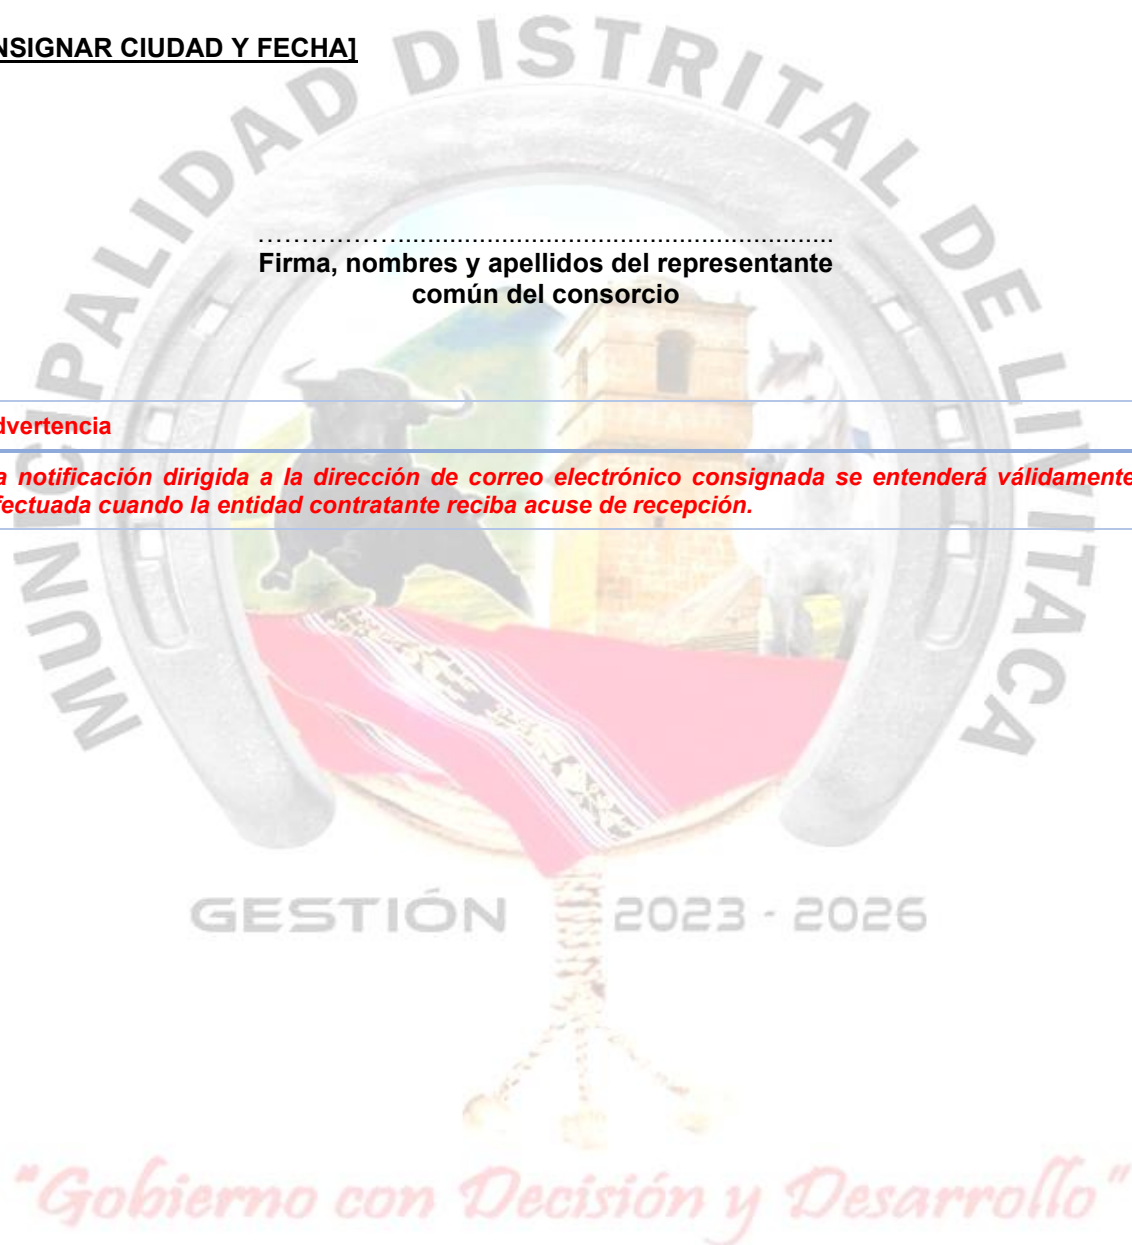 NSIGNAR CIUDAD Y FECHA]
MUNICIPALIDAD DISTRITAL DE LIVITACA
……………...............................................................
Firma, nombres y apellidos del representante
común del consorcio
dvertencia
a notificación dirigida a la dirección de correo electrónico consignada se entenderá válidamente
fectuada cuando la entidad contratante reciba acuse de recepción.
GESTIÓN 2023 - 2026
"Gobierno con Decisión y Desarrollo"